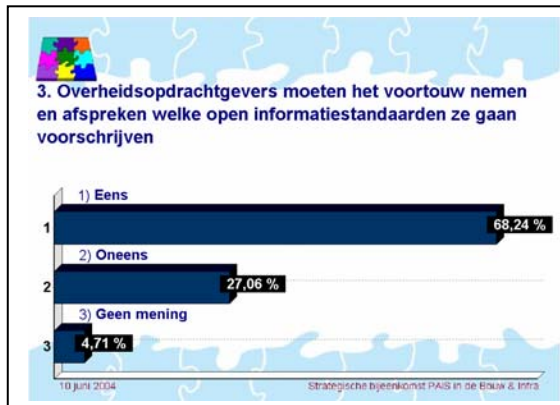 3. Overheidsopdrachtgevers moeten het voortouw nemen
en afspreken welke open informatiestandaarden ze gaan
voorschrijven
1) Eens
1
68,24 %
2) Oneens
2
27,06 %
3) Geen mening
3
4,71 %
10 juni 2004
Strategische bijeenkomst PAIS in de Bouw & Infra